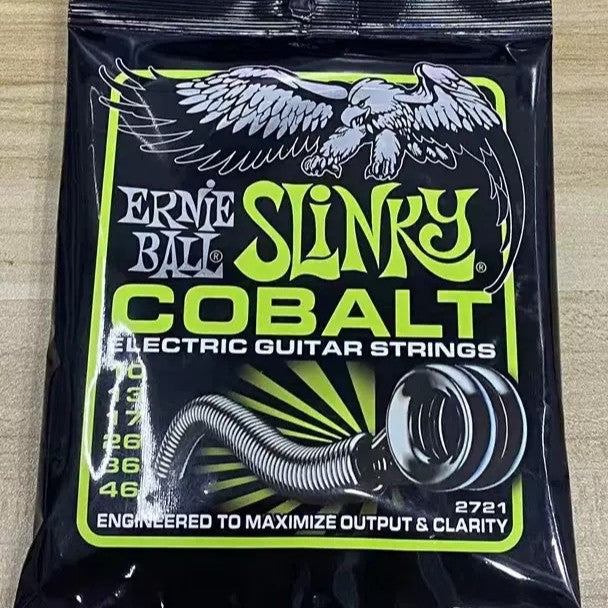 ERNIE BALL® SLINKY®
COBALT
ELECTRIC GUITAR STRINGS
10
13
17
26
36
46
2721
ENGINEERED TO MAXIMIZE OUTPUT & CLARITY